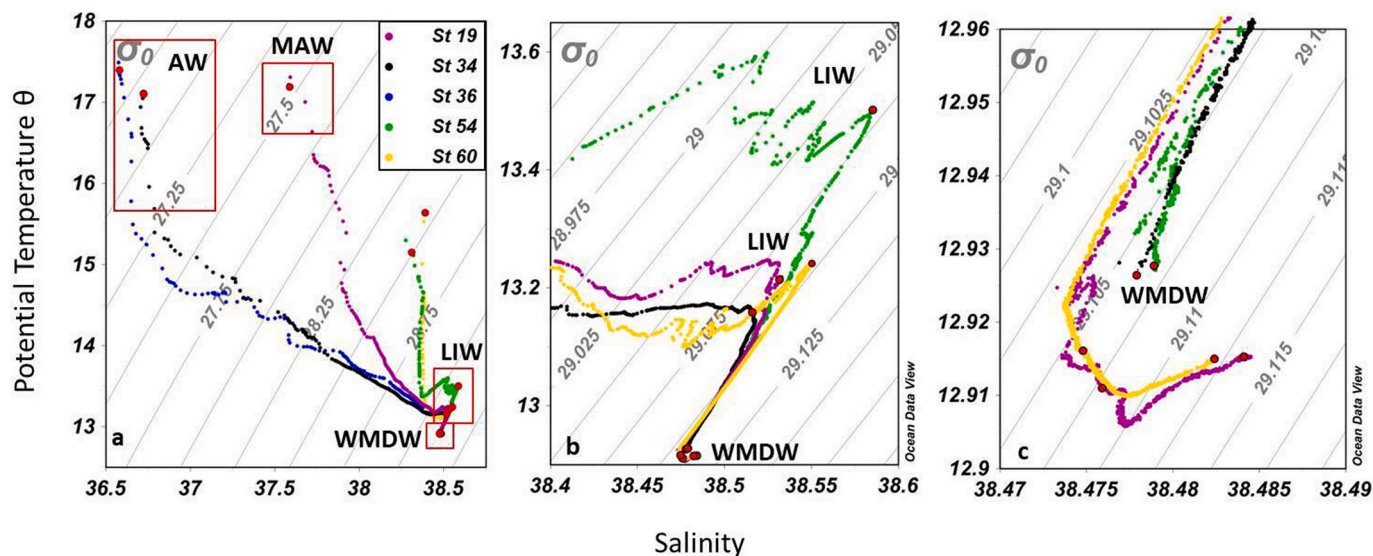 Potential Temperature θ
18
17
16
15
14
13
σ0
AW
MAW
St 19
St 34
St 36
St 54
St 60
27.5
27.25
27.75
28.25
28.75
LIW
WMDW
a
36.5 37 37.5 38 38.5
13.6
13.4
13.2
13
σ0
29.05
LIW
29
28.975
LIW
29.025
29.075
29.125
WMDW
b
38.4 38.45 38.5 38.55 38.6
Ocean Data View
12.96
12.95
12.94
12.93
12.92
12.91
12.9
σ0
29.1025
29.1
29.105
WMDW
29.11
29.115
c
38.47 38.475 38.48 38.485 38.49
Ocean Data View
Salinity